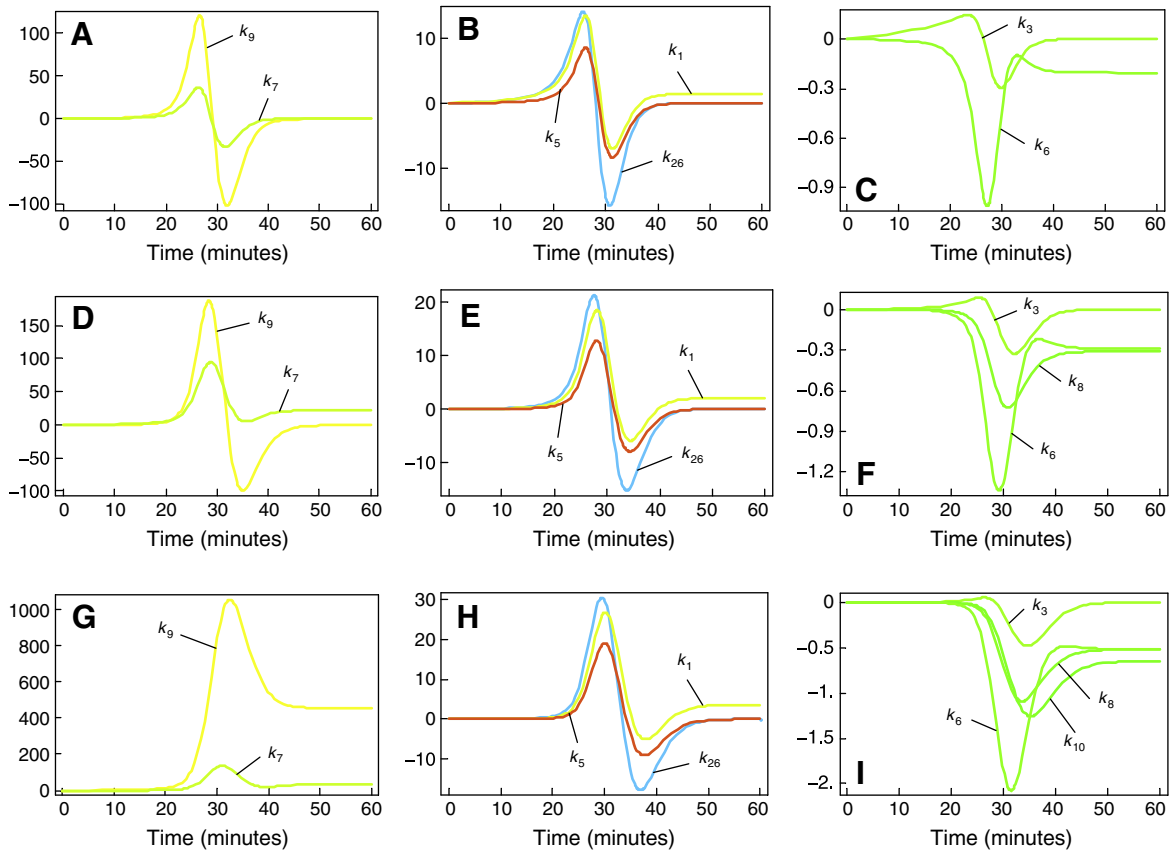 A
100
50
0
−50
−100
k9
k7
0 10 20 30 40 50 60
Time (minutes)
B
10
0
−10
k1
k5
k26
0 10 20 30 40 50 60
Time (minutes)
C
0
−0.3
−0.6
−0.9
k3
k6
0 10 20 30 40 50 60
Time (minutes)
D
150
100
50
0
−50
−100
k9
k7
0 10 20 30 40 50 60
Time (minutes)
E
20
10
0
−10
k1
k5
k26
0 10 20 30 40 50 60
Time (minutes)
F
0
−0.3
−0.6
−0.9
−1.2
k3
k8
k6
0 10 20 30 40 50 60
Time (minutes)
G
1000
800
600
400
200
0
k9
k7
0 10 20 30 40 50 60
Time (minutes)
H
30
20
10
0
−10
k1
k5
k26
0 10 20 30 40 50 60
Time (minutes)
I
0
−0.5
−1
−1.5
−2
k3
k8
k6
k10
0 10 20 30 40 50 60
Time (minutes)